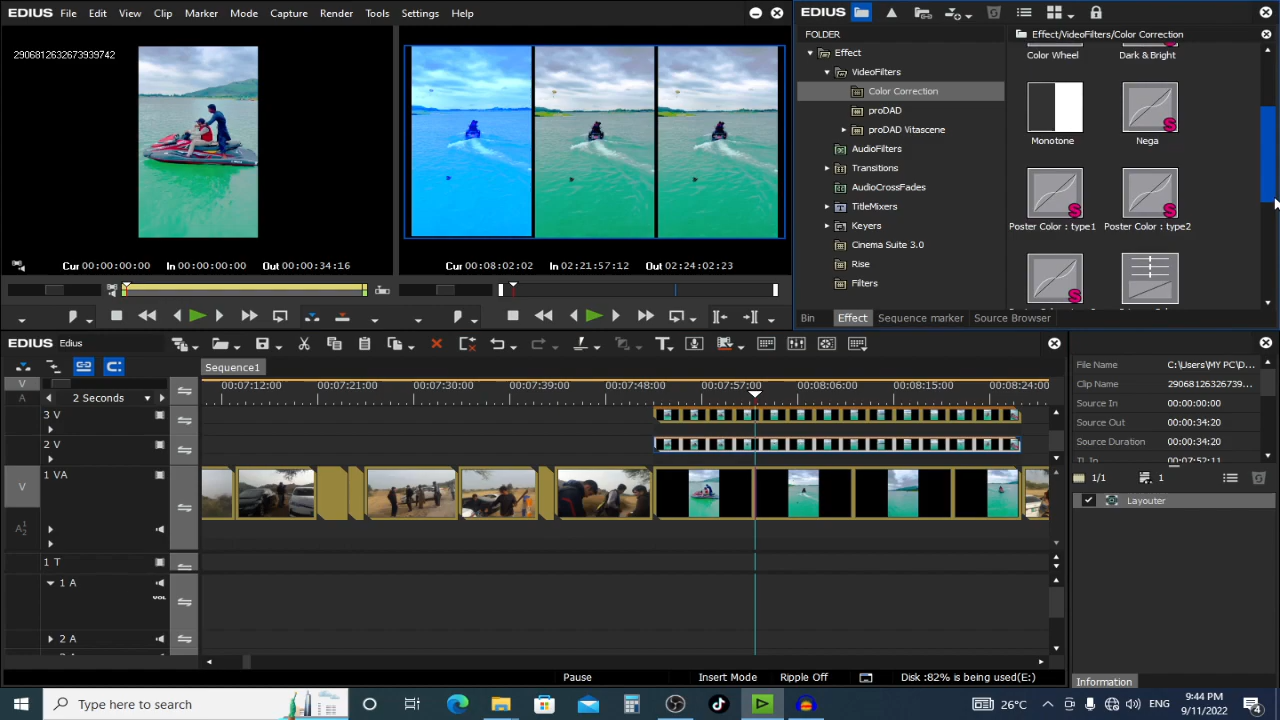 EDIUS File Edit View Clip Marker Mode Capture Render Tools Settings Help
2906812632673939742
Cur 00:00:00:00 In 00:00:00:00 Out 00:00:34:16
Cur 00:08:02:02 In 02:21:57:12 Out 02:24:02:23
EDIUS
FOLDER
Effect/VideoFilters/Color Correction
Effect
VideoFilters
Color Correction
proDAD
proDAD Vitascene
AudioFilters
Transitions
AudioCrossFades
TitleMixers
Keyers
Cinema Suite 3.0
Rise
Filters
Color Wheel
Dark & Bright
Monotone
Nega
S
Poster Color : type1
S
Poster Color : type2
S
S
Bin Effect Sequence marker Source Browser
EDIUS Edius
Sequence1
V
A
2 Seconds
00:07:12:00 00:07:21:00 00:07:30:00 00:07:39:00 00:07:48:00 00:07:57:00 00:08:06:00 00:08:15:00 00:08:24:00
3 V
2 V
V
1 VA
1 T
1 A
VOL
2 A
Pause Insert Mode Ripple Off Disk :82% is being used(E:)
File Name C:\Users\MY PC\D...
Clip Name 29068126326739...
Source In 00:00:00:00
Source Out 00:00:34:20
Source Duration 00:00:34:20
TL In 00:07:52:11
1/1 1
Layouter
Information
Type here to search
26°C
ENG
9:44 PM
9/11/2022